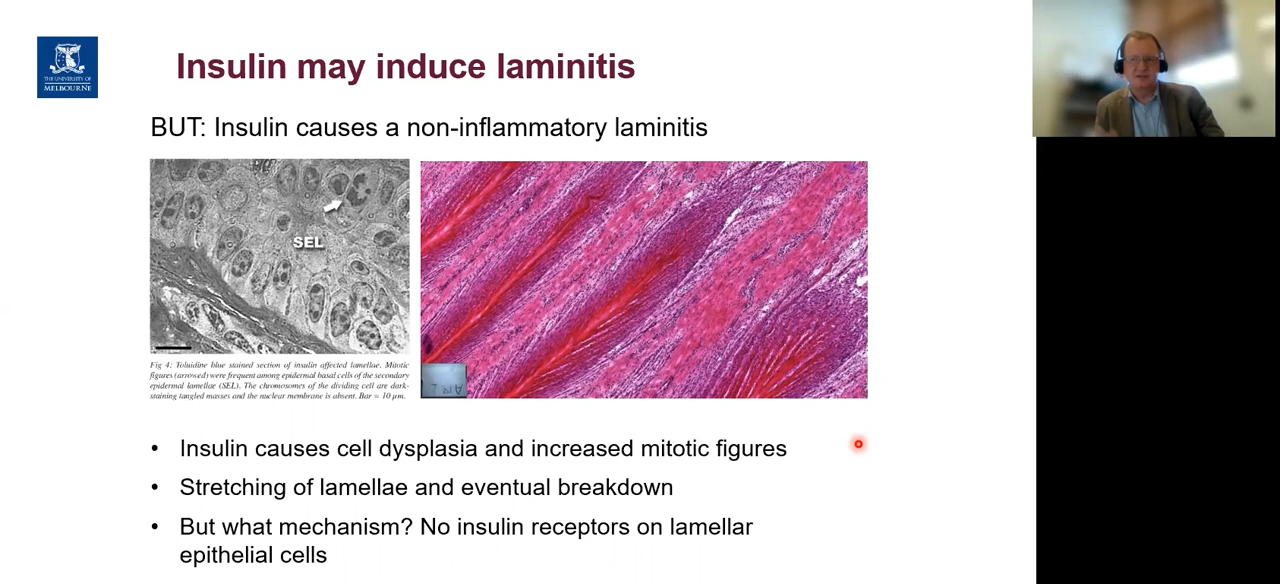 THE UNIVERSITY OF
MELBOURNE
Insulin may induce laminitis
BUT: Insulin causes a non-inflammatory laminitis
SEL
Fig 4: Toluidine blue stained section of insulin affected lamellae. Mitotic
figures (arrowed) were frequent among epidermal basal cells of the secondary
epidermal lamellae (SEL). The chromosomes of the dividing cell are dark-
staining tangled masses and the nuclear membrane is absent. Bar = 10 µm.
• Insulin causes cell dysplasia and increased mitotic figures
• Stretching of lamellae and eventual breakdown
• But what mechanism? No insulin receptors on lamellar
epithelial cells